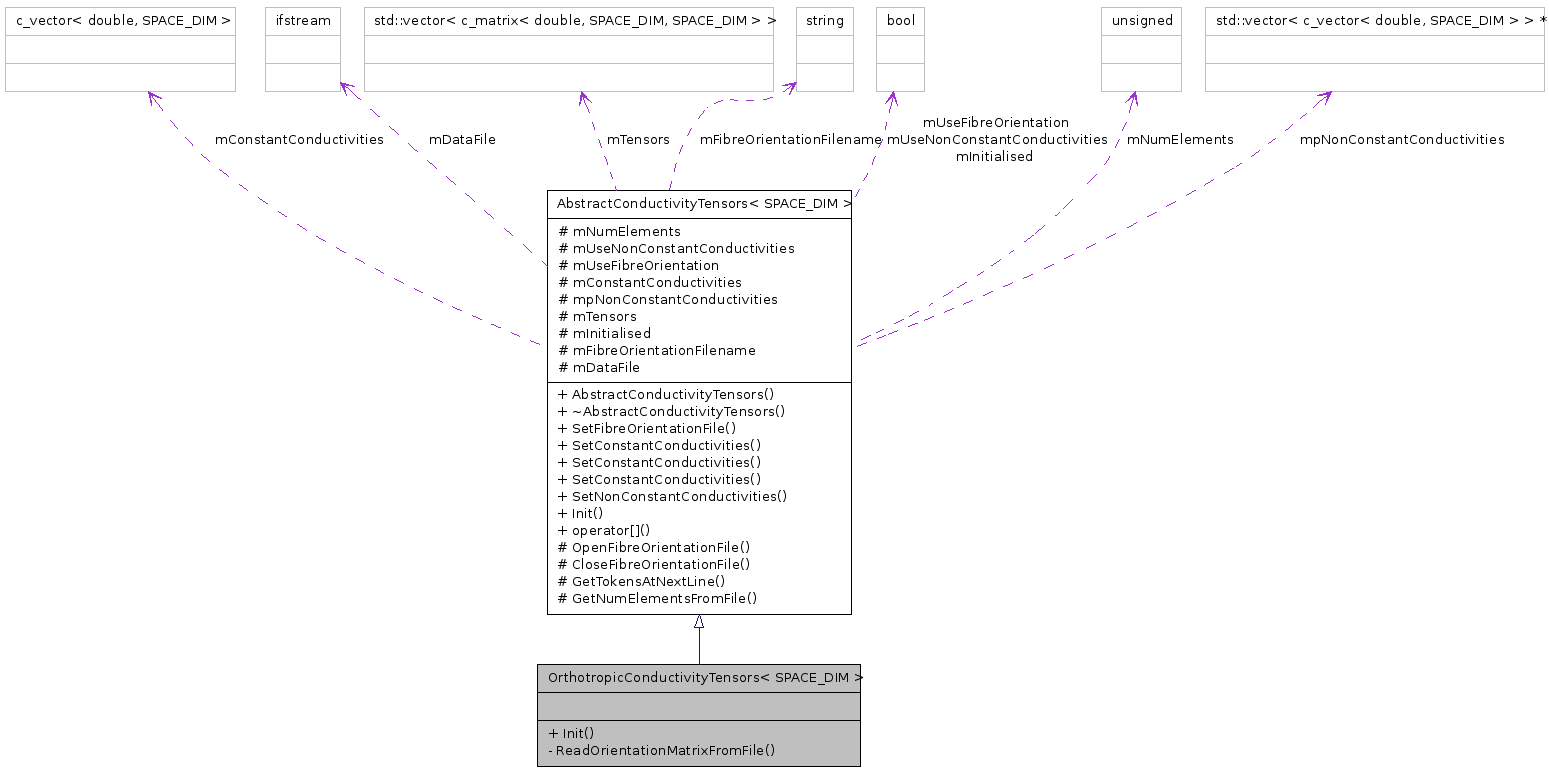 c_vector< double, SPACE_DIM >
ifstream
std::vector< c_matrix< double, SPACE_DIM, SPACE_DIM > >
string
bool
unsigned
std::vector< c_vector< double, SPACE_DIM > > *
mConstantConductivities
mDataFile
mTensors
mFibreOrientationFilename
mUseFibreOrientation
mUseNonConstantConductivities
mInitialised
mNumElements
mpNonConstantConductivities
AbstractConductivityTensors< SPACE_DIM >
# mNumElements
# mUseNonConstantConductivities
# mUseFibreOrientation
# mConstantConductivities
# mpNonConstantConductivities
# mTensors
# mInitialised
# mFibreOrientationFilename
# mDataFile
+ AbstractConductivityTensors()
+ ~AbstractConductivityTensors()
+ SetFibreOrientationFile()
+ SetConstantConductivities()
+ SetConstantConductivities()
+ SetConstantConductivities()
+ SetNonConstantConductivities()
+ Init()
+ operator[]()
# OpenFibreOrientationFile()
# CloseFibreOrientationFile()
# GetTokensAtNextLine()
# GetNumElementsFromFile()
OrthotropicConductivityTensors< SPACE_DIM >
+ Init()
- ReadOrientationMatrixFromFile()